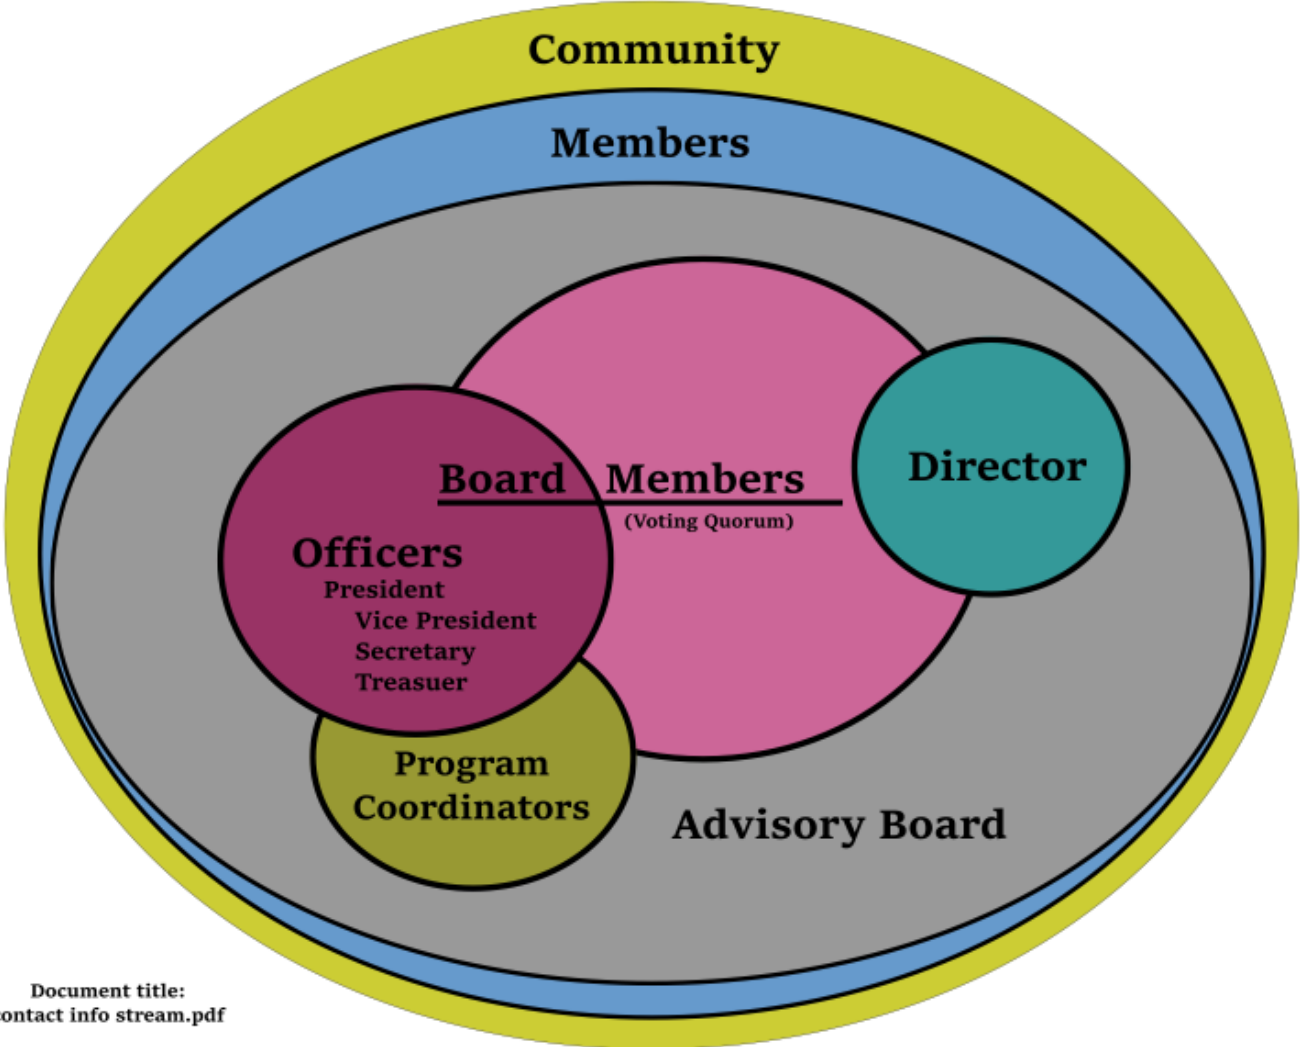 Community
Members
Board Members
(Voting Quorum)
Director
Officers
President
Vice President
Secretary
Treasuer
Program
Coordinators
Advisory Board
Document title:
ontact info stream.pdf